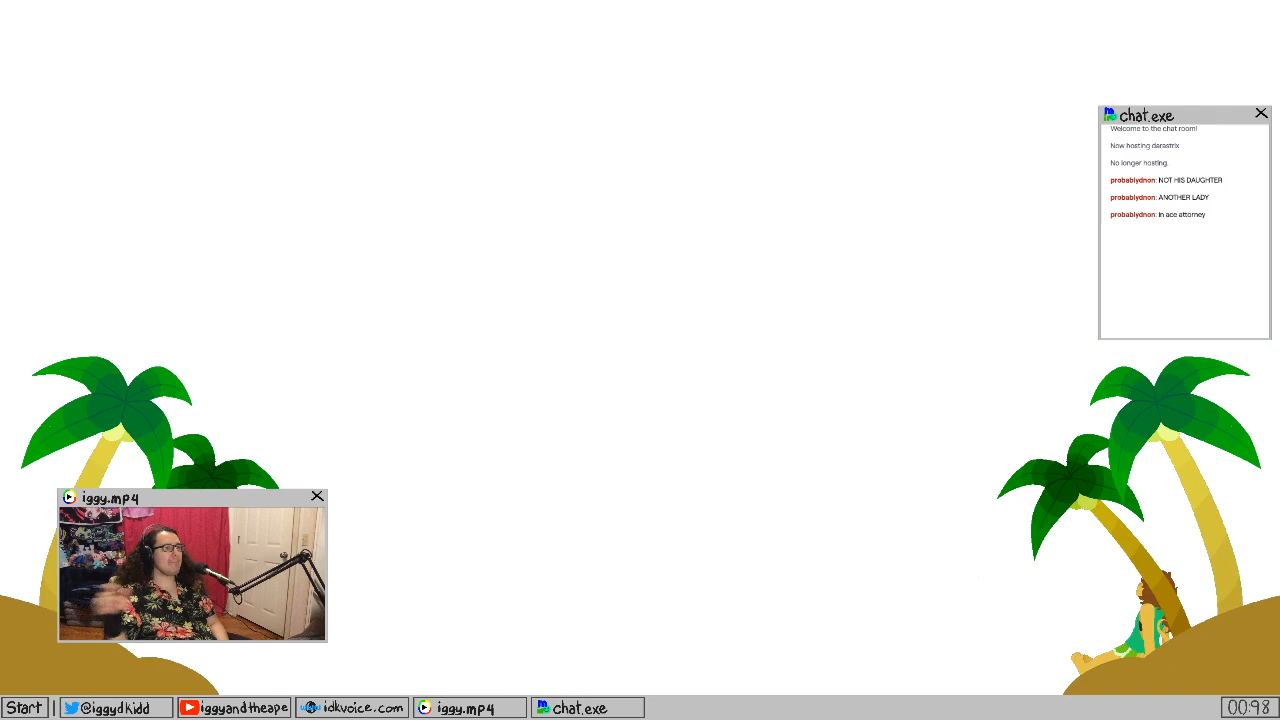 chat.exe
Welcome to the chat room!
Now hosting darastrix
No longer hosting.
probablydnon: NOT HIS DAUGHTER
probablydnon: ANOTHER LADY
probablydnon: in ace attorney
iggy.mp4
Start | @iggydkidd iggyandtheape idkvoice.com iggy.mp4 chat.exe 00:98